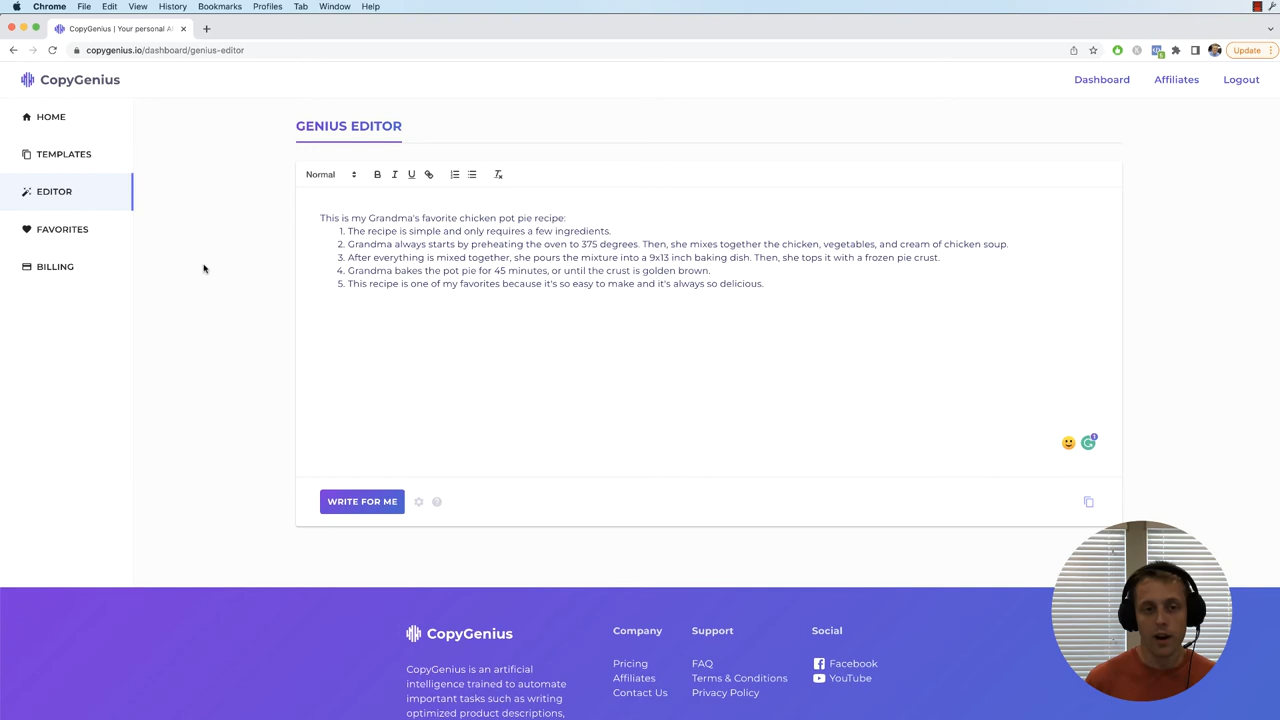 Chrome File Edit View History Bookmarks Profiles Tab Window Help
CopyGenius | Your personal AI
copygenius.io/dashboard/genius-editor
Update
CopyGenius
Dashboard Affiliates Logout
HOME
TEMPLATES
EDITOR
FAVORITES
BILLING
GENIUS EDITOR
Normal
B I U
This is my Grandma's favorite chicken pot pie recipe:
1. The recipe is simple and only requires a few ingredients.
2. Grandma always starts by preheating the oven to 375 degrees. Then, she mixes together the chicken, vegetables, and cream of chicken soup.
3. After everything is mixed together, she pours the mixture into a 9x13 inch baking dish. Then, she tops it with a frozen pie crust.
4. Grandma bakes the pot pie for 45 minutes, or until the crust is golden brown.
5. This recipe is one of my favorites because it's so easy to make and it's always so delicious.
WRITE FOR ME
CopyGenius
CopyGenius is an artificial
intelligence trained to automate
important tasks such as writing
optimized product descriptions,
Company
Pricing
Affiliates
Contact Us
Support
FAQ
Terms & Conditions
Privacy Policy
Social
Facebook
YouTube